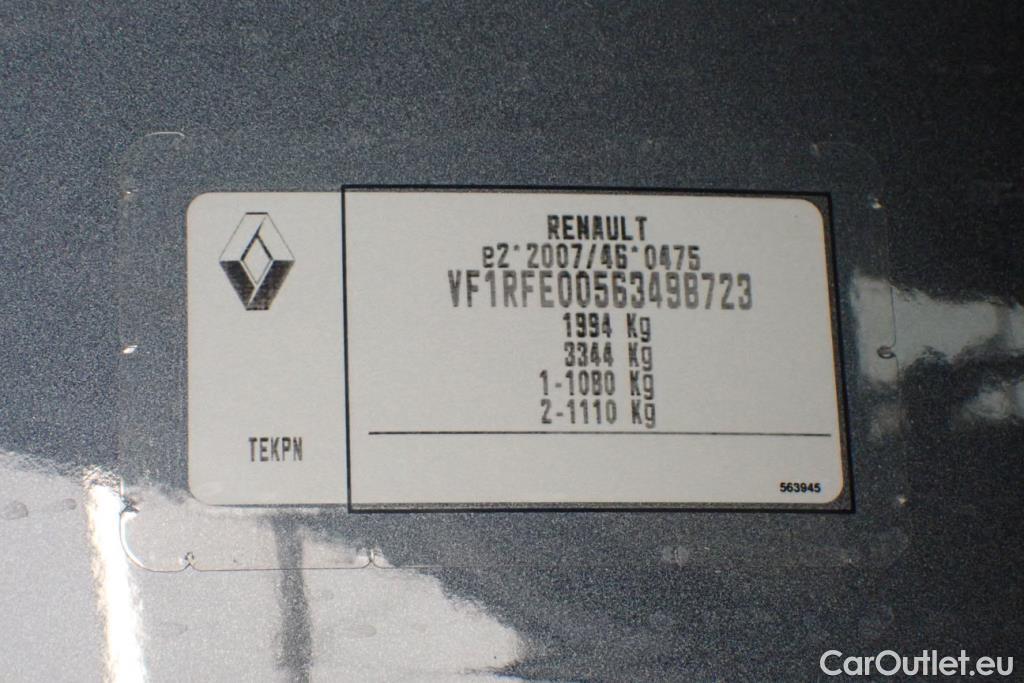 RENAULT
e2*2007/46*0475
VF1RFE00563498723
1994 Kg
3344 Kg
1-1080 Kg
2-1110 Kg
TEKPN
563945
CarOutlet.eu